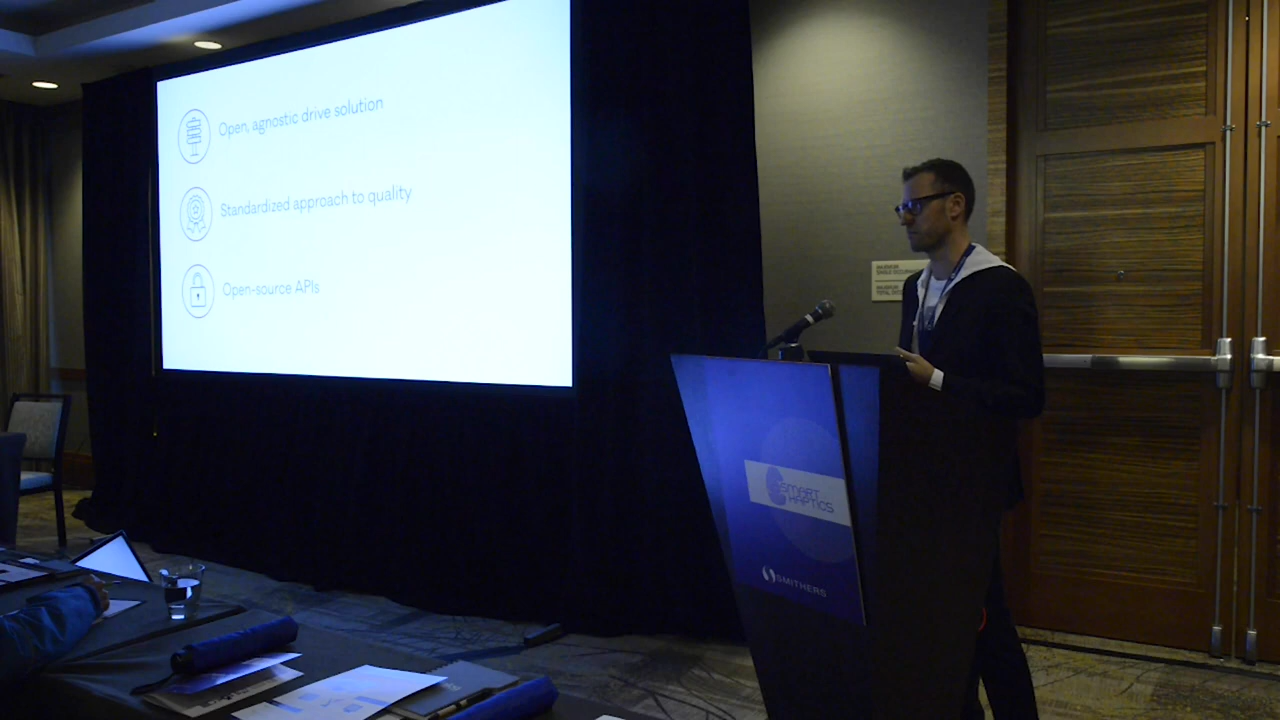 Open, agnostic drive solution
Standardized approach to quality
Open-source APIs
SMART
HAPTICS
SMITHERS